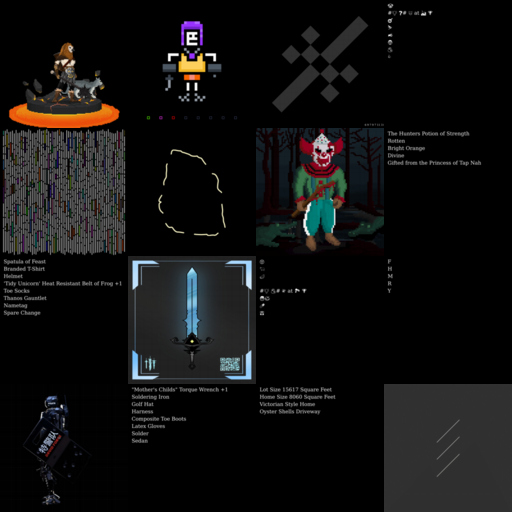 The Hunters Potion of Strength
Rotten
Bright Orange
Divine
Gifted from the Princess of Tap Nah
Spatula of Feast
Branded T-Shirt
Helmet
'Tidy Unicorn' Heat Resistant Belt of Frog +1
Toe Socks
Thanos Gauntlet
Nametag
Spare Change
F
H
M
R
Y
"Mother's Childs" Torque Wrench +1
Soldering Iron
Golf Hat
Harness
Composite Toe Boots
Latex Gloves
Solder
Sedan
Lot Size 15617 Square Feet
Home Size 8060 Square Feet
Victorian Style Home
Oyster Shells Driveway